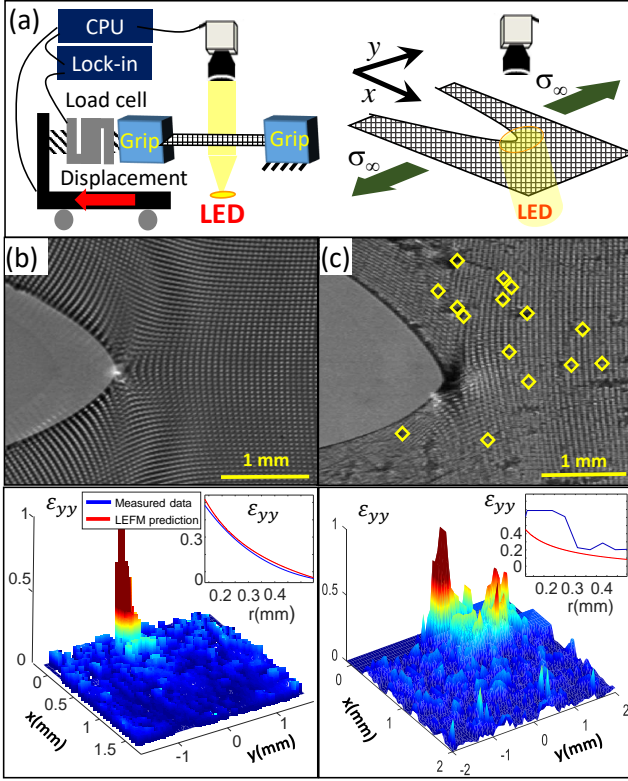 (a)
CPU
Lock-in
Load cell
Grip
Grip
Displacement
LED
y
x
σ∞
σ∞
LED
(b)
1 mm
(c)
1 mm
εyy
1
0.5
0
0
0.5
1
1.5
x(mm)
-1
0
1
y(mm)
Measured data
LEFM prediction
εyy
0.3
0
0.2 0.3 0.4
r(mm)
εyy
1
0.5
0
0
1
2
x(mm)
-2
-1
0
1
2
y(mm)
εyy
0.4
0.2
0
0.2 0.3 0.4
r(mm)